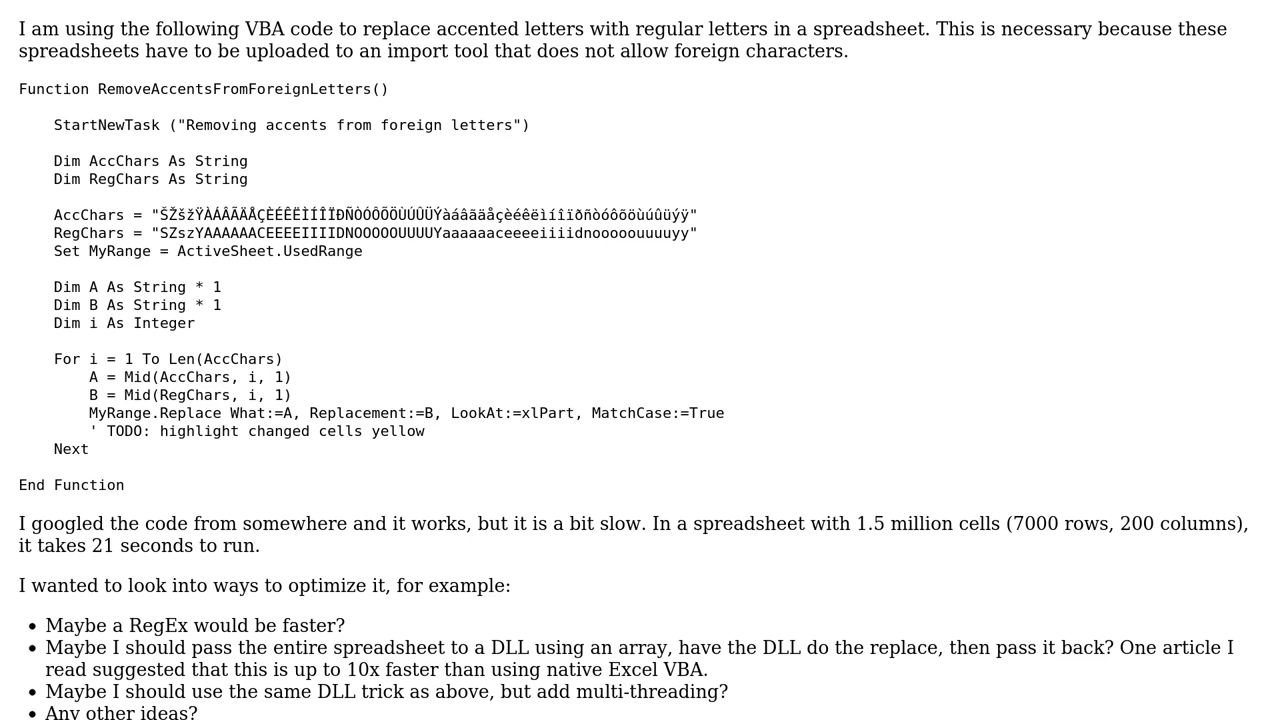 I am using the following VBA code to replace accented letters with regular letters in a spreadsheet. This is necessary because these
spreadsheets have to be uploaded to an import tool that does not allow foreign characters.
Function RemoveAccentsFromForeignLetters()
StartNewTask ("Removing accents from foreign letters")
Dim AccChars As String
Dim RegChars As String
AccChars = "ŠŽšžŸÀÁÂÃÄÅÇÈÉÊËÌÍÎÏÐÑÒÓÔÕÖÙÚÛÜÝàáâãäåçèéêëìíîïðñòóôõöùúûüýÿ"
RegChars = "SZszYAAAAAACEEEEIIIIDNOOOOOUUUUYaaaaaaceeeeiiiidnooooouuuuyy"
Set MyRange = ActiveSheet.UsedRange
Dim A As String * 1
Dim B As String * 1
Dim i As Integer
For i = 1 To Len(AccChars)
A = Mid(AccChars, i, 1)
B = Mid(RegChars, i, 1)
MyRange.Replace What:=A, Replacement:=B, LookAt:=xlPart, MatchCase:=True
' TODO: highlight changed cells yellow
Next
End Function
I googled the code from somewhere and it works, but it is a bit slow. In a spreadsheet with 1.5 million cells (7000 rows, 200 columns),
it takes 21 seconds to run.
I wanted to look into ways to optimize it, for example:
• Maybe a RegEx would be faster?
• Maybe I should pass the entire spreadsheet to a DLL using an array, have the DLL do the replace, then pass it back? One article I
read suggested that this is up to 10x faster than using native Excel VBA.
• Maybe I should use the same DLL trick as above, but add multi-threading?
• Any other ideas?